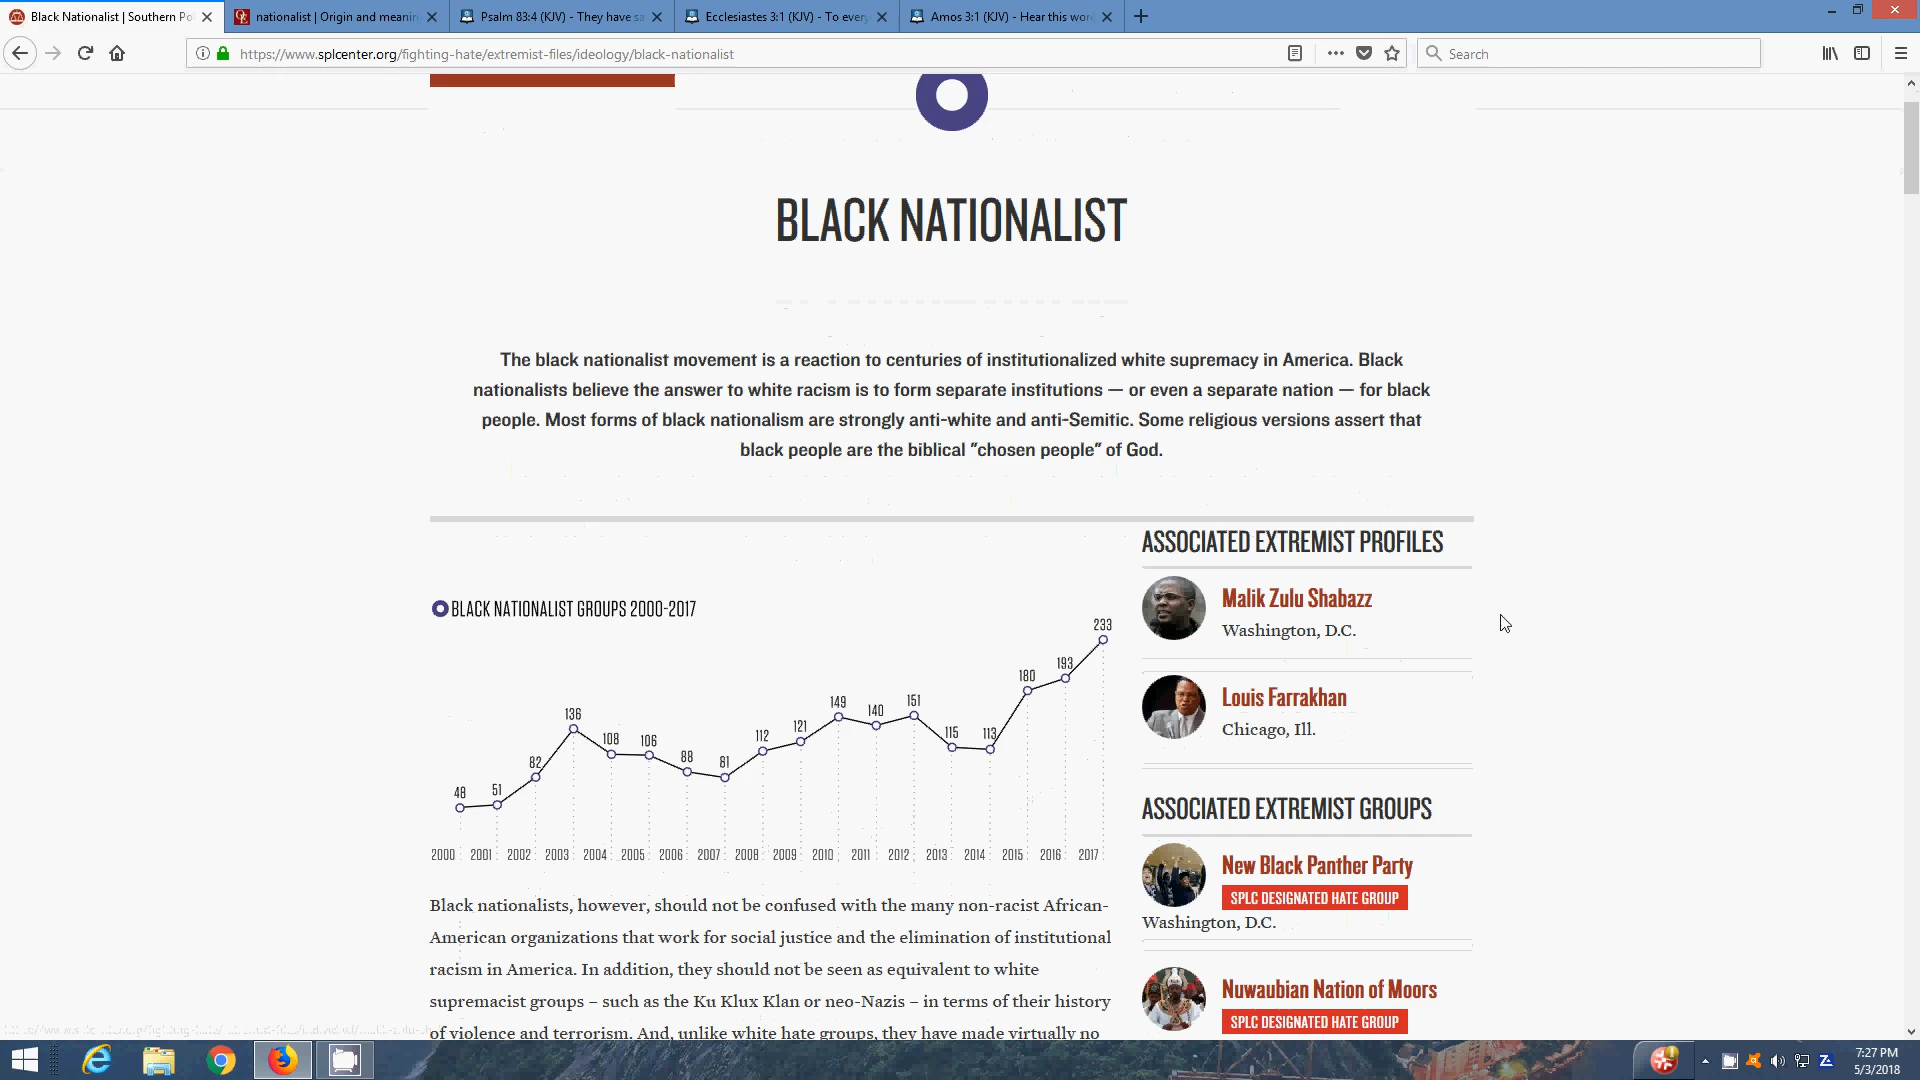 Black Nationalist | Southern Po
nationalist | Origin and meanin
Psalm 83:4 (KJV) - They have sa
Ecclesiastes 3:1 (KJV) - To ever
Amos 3:1 (KJV) - Hear this wor
https://www.splcenter.org/fighting-hate/extremist-files/ideology/black-nationalist
Search
BLACK NATIONALIST
The black nationalist movement is a reaction to centuries of institutionalized white supremacy in America. Black
nationalists believe the answer to white racism is to form separate institutions — or even a separate nation — for black
people. Most forms of black nationalism are strongly anti-white and anti-Semitic. Some religious versions assert that
black people are the biblical "chosen people" of God.
BLACK NATIONALIST GROUPS 2000-2017
48 51 82 136 108 106 88 81 112 121 149 140 151 115 113 180 193 233
2000 2001 2002 2003 2004 2005 2006 2007 2008 2009 2010 2011 2012 2013 2014 2015 2016 2017
Black nationalists, however, should not be confused with the many non-racist African-
American organizations that work for social justice and the elimination of institutional
racism in America. In addition, they should not be seen as equivalent to white
supremacist groups – such as the Ku Klux Klan or neo-Nazis – in terms of their history
of violence and terrorism. And, unlike white hate groups, they have made virtually no
ASSOCIATED EXTREMIST PROFILES
Malik Zulu Shabazz
Washington, D.C.
Louis Farrakhan
Chicago, Ill.
ASSOCIATED EXTREMIST GROUPS
New Black Panther Party
SPLC DESIGNATED HATE GROUP
Washington, D.C.
Nuwaubian Nation of Moors
SPLC DESIGNATED HATE GROUP
7:27 PM
5/3/2018